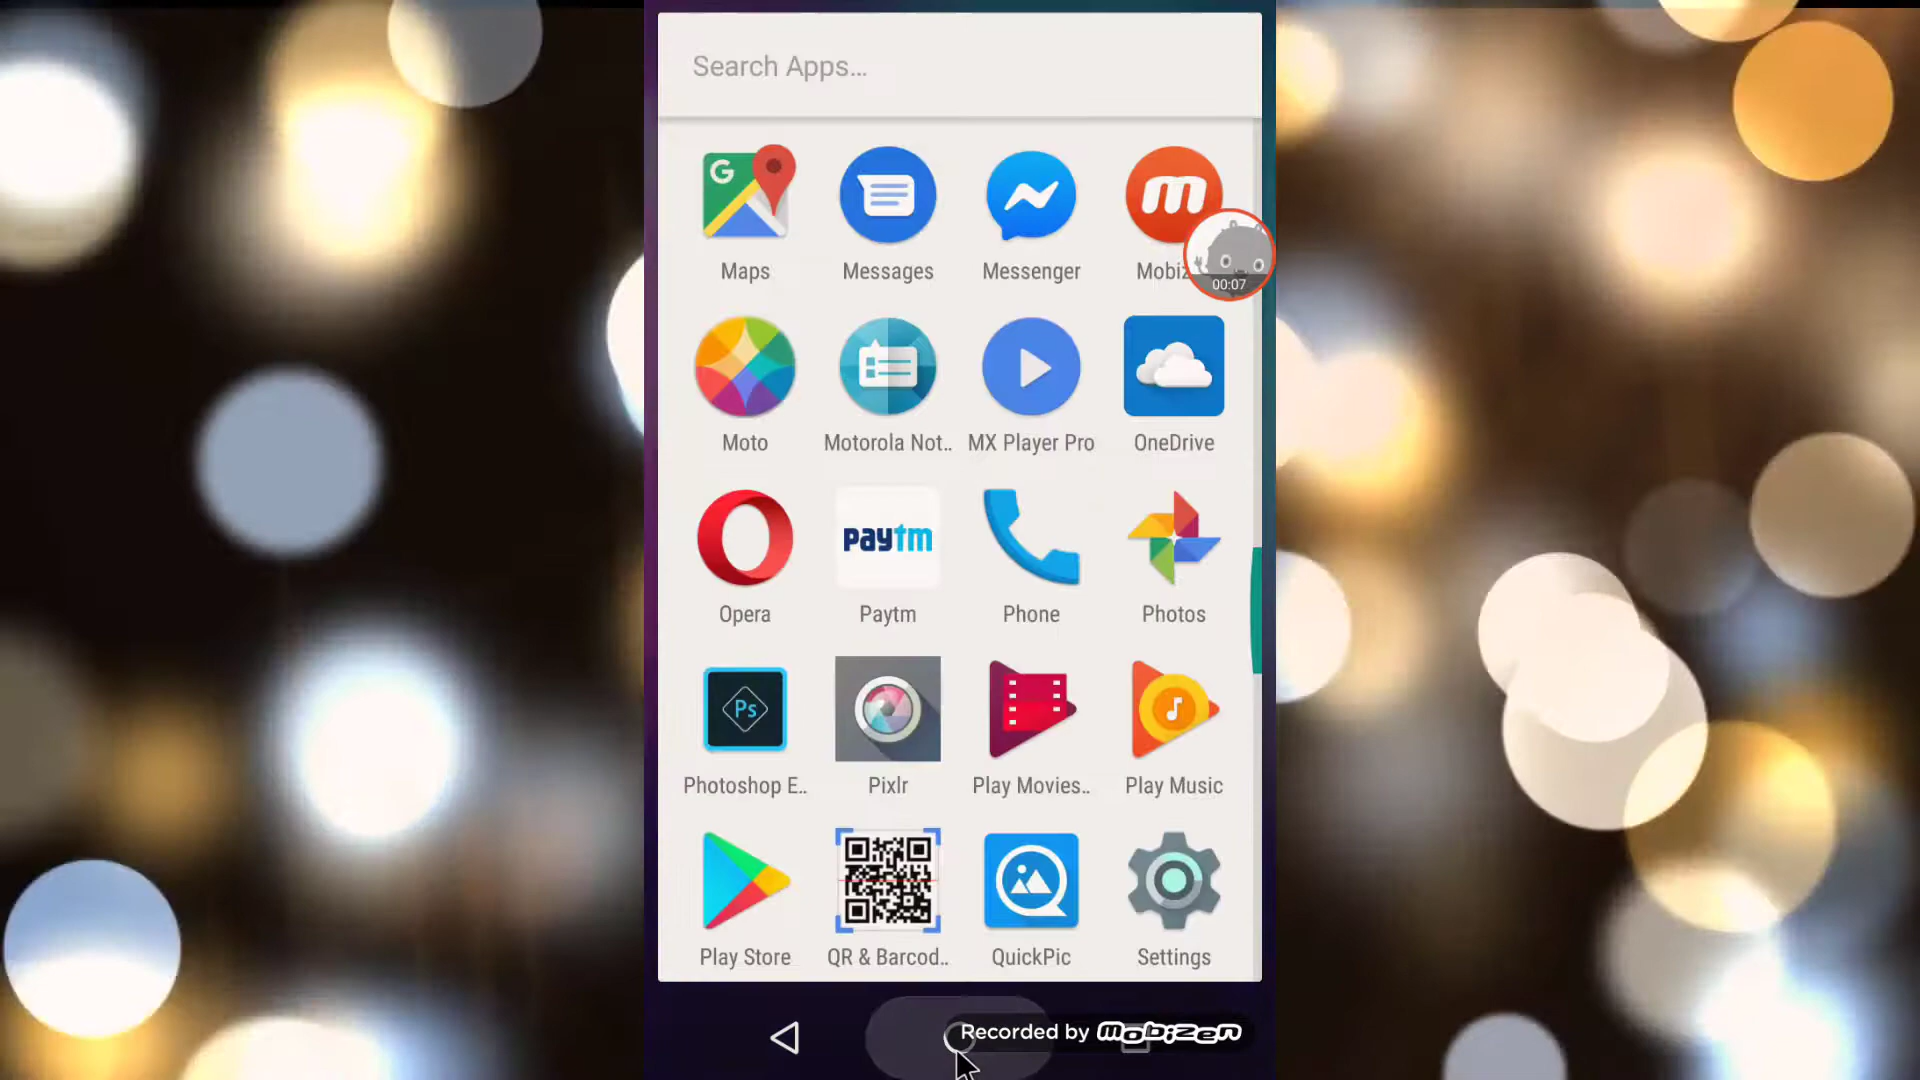 Search Apps...
G
Maps
Messages
Messenger
Mobiz
00:07
Moto
Motorola Not..
MX Player Pro
OneDrive
paytm
Opera
Paytm
Phone
Photos
Ps
Photoshop E..
Pixlr
Play Movies..
Play Music
Play Store
QR & Barcod..
QuickPic
Settings
Recorded by mobizen